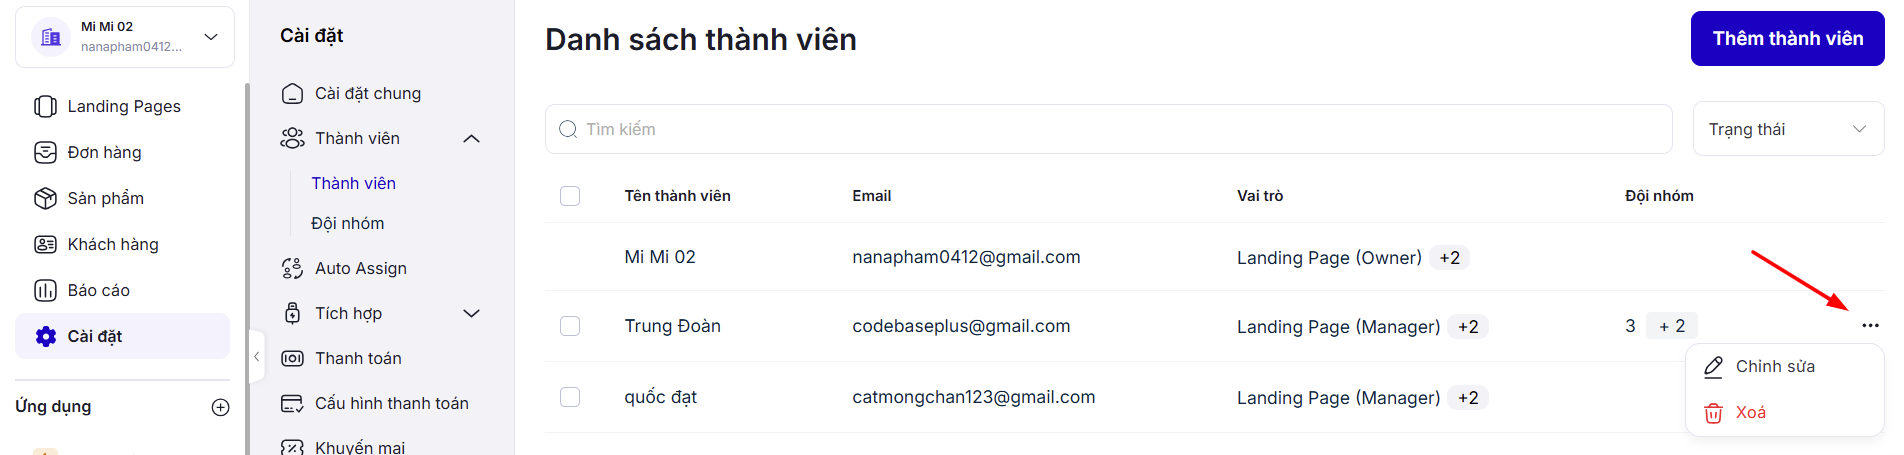 Mi Mi 02
nanapham0412...
Landing Pages
Đơn hàng
Sản phẩm
Khách hàng
Báo cáo
Cài đặt
Ứng dụng
Cài đặt
Cài đặt chung
Thành viên
Thành viên
Đội nhóm
Auto Assign
Tích hợp
Thanh toán
Cấu hình thanh toán
Khuyến mại
Danh sách thành viên
Thêm thành viên
Tìm kiếm
Trạng thái
Tên thành viên Email Vai trò Đội nhóm
Mi Mi 02 nanapham0412@gmail.com Landing Page (Owner) +2
Trung Đoàn codebaseplus@gmail.com Landing Page (Manager) +2 3 + 2
quốc đạt catmongchan123@gmail.com Landing Page (Manager) +2
Chỉnh sửa
Xoá